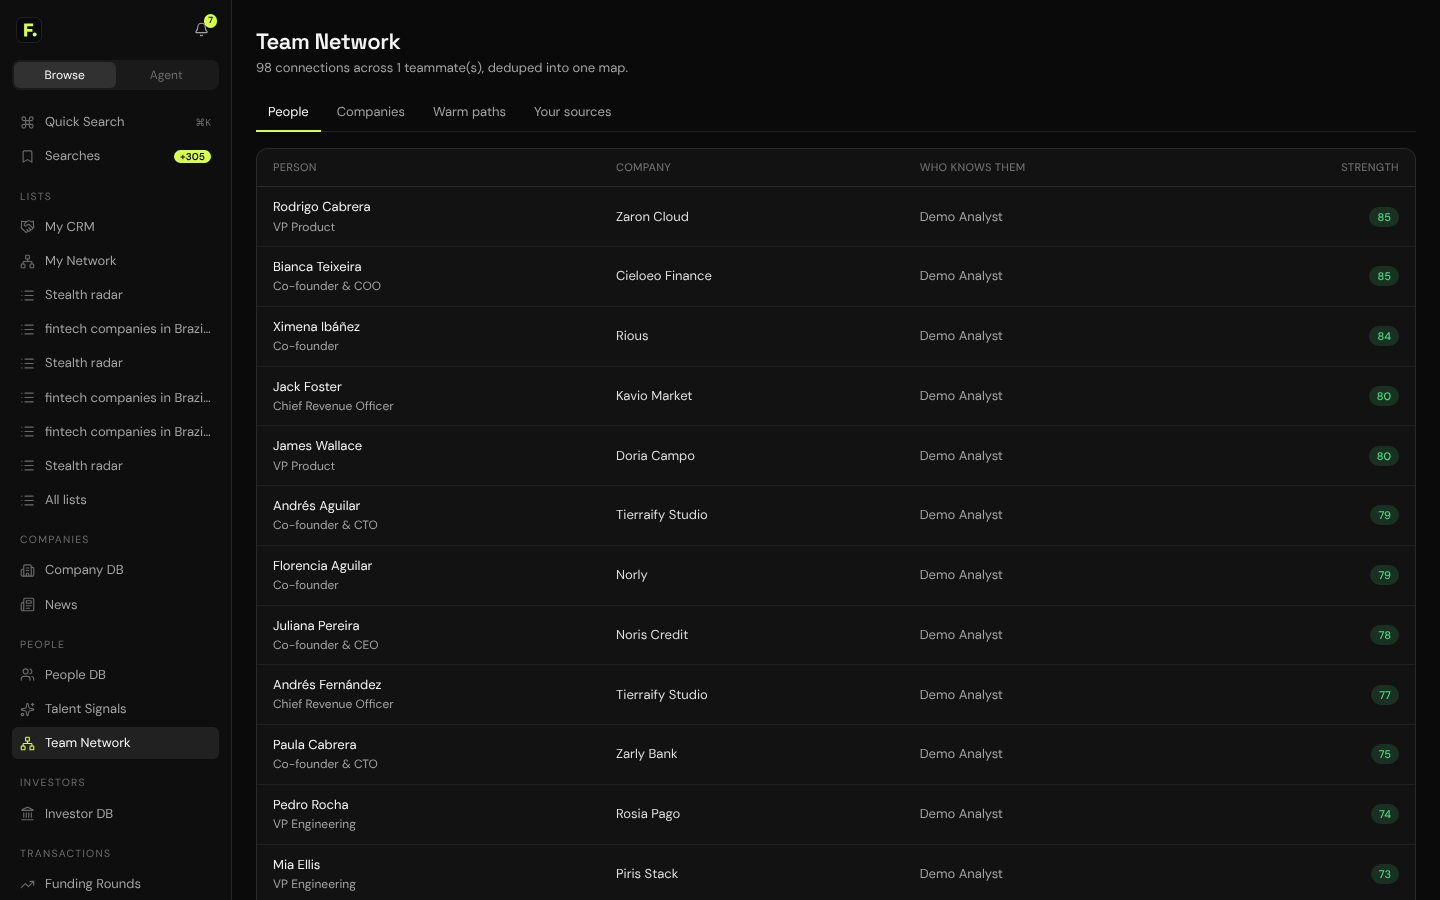 F.
7
Browse
Agent
Quick Search
⌘K
Searches
+305
LISTS
My CRM
My Network
Stealth radar
fintech companies in Brazi...
Stealth radar
fintech companies in Brazi...
fintech companies in Brazi...
Stealth radar
All lists
COMPANIES
Company DB
News
PEOPLE
People DB
Talent Signals
Team Network
INVESTORS
Investor DB
TRANSACTIONS
Funding Rounds
Team Network
98 connections across 1 teammate(s), deduped into one map.
People Companies Warm paths Your sources
PERSON COMPANY WHO KNOWS THEM STRENGTH
Rodrigo Cabrera
VP Product
Zaron Cloud
Demo Analyst
85
Bianca Teixeira
Co-founder & COO
Cieloeo Finance
Demo Analyst
85
Ximena Ibáñez
Co-founder
Rious
Demo Analyst
84
Jack Foster
Chief Revenue Officer
Kavio Market
Demo Analyst
80
James Wallace
VP Product
Doria Campo
Demo Analyst
80
Andrés Aguilar
Co-founder & CTO
Tierraify Studio
Demo Analyst
79
Florencia Aguilar
Co-founder
Norly
Demo Analyst
79
Juliana Pereira
Co-founder & CEO
Noris Credit
Demo Analyst
78
Andrés Fernández
Chief Revenue Officer
Tierraify Studio
Demo Analyst
77
Paula Cabrera
Co-founder & CTO
Zarly Bank
Demo Analyst
75
Pedro Rocha
VP Engineering
Rosia Pago
Demo Analyst
74
Mia Ellis
VP Engineering
Piris Stack
Demo Analyst
73